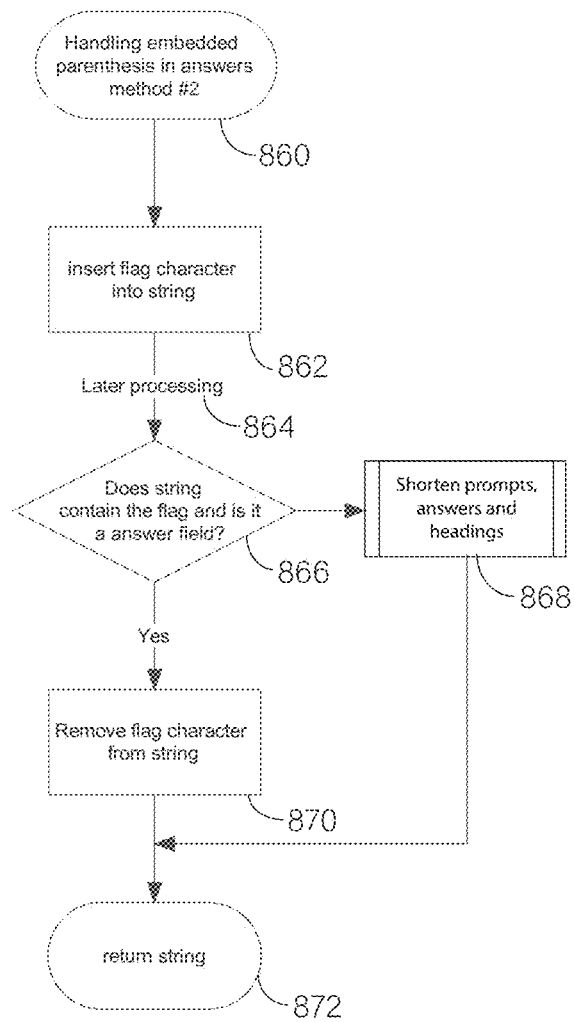 Handling embedded
parenthesis in answers
method #2
860
insert flag character
into string
862
Later processing
864
Does string
contain the flag and is it
a answer field?
866
Shorten prompts,
answers and
headings
868
Yes
Remove flag character
from string
870
return string
872